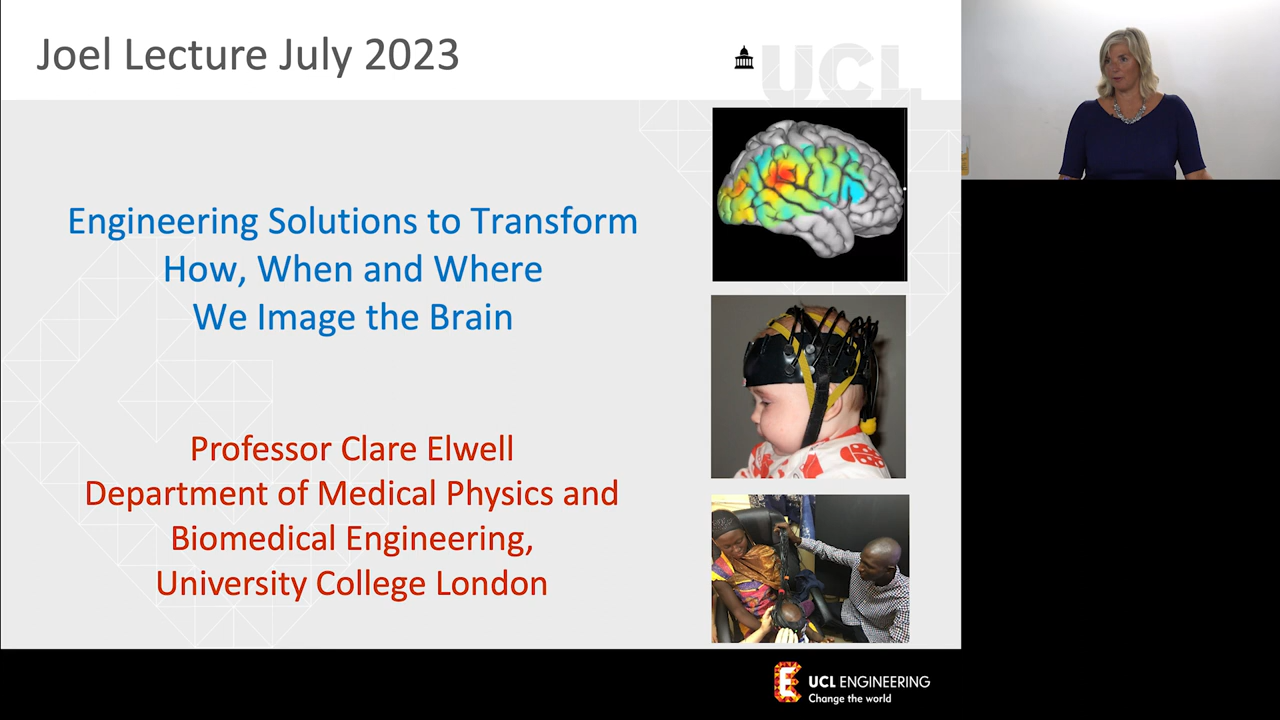 Joel Lecture July 2023
UCL
Engineering Solutions to Transform
How, When and Where
We Image the Brain
Professor Clare Elwell
Department of Medical Physics and
Biomedical Engineering,
University College London
UCL ENGINEERING
Change the world